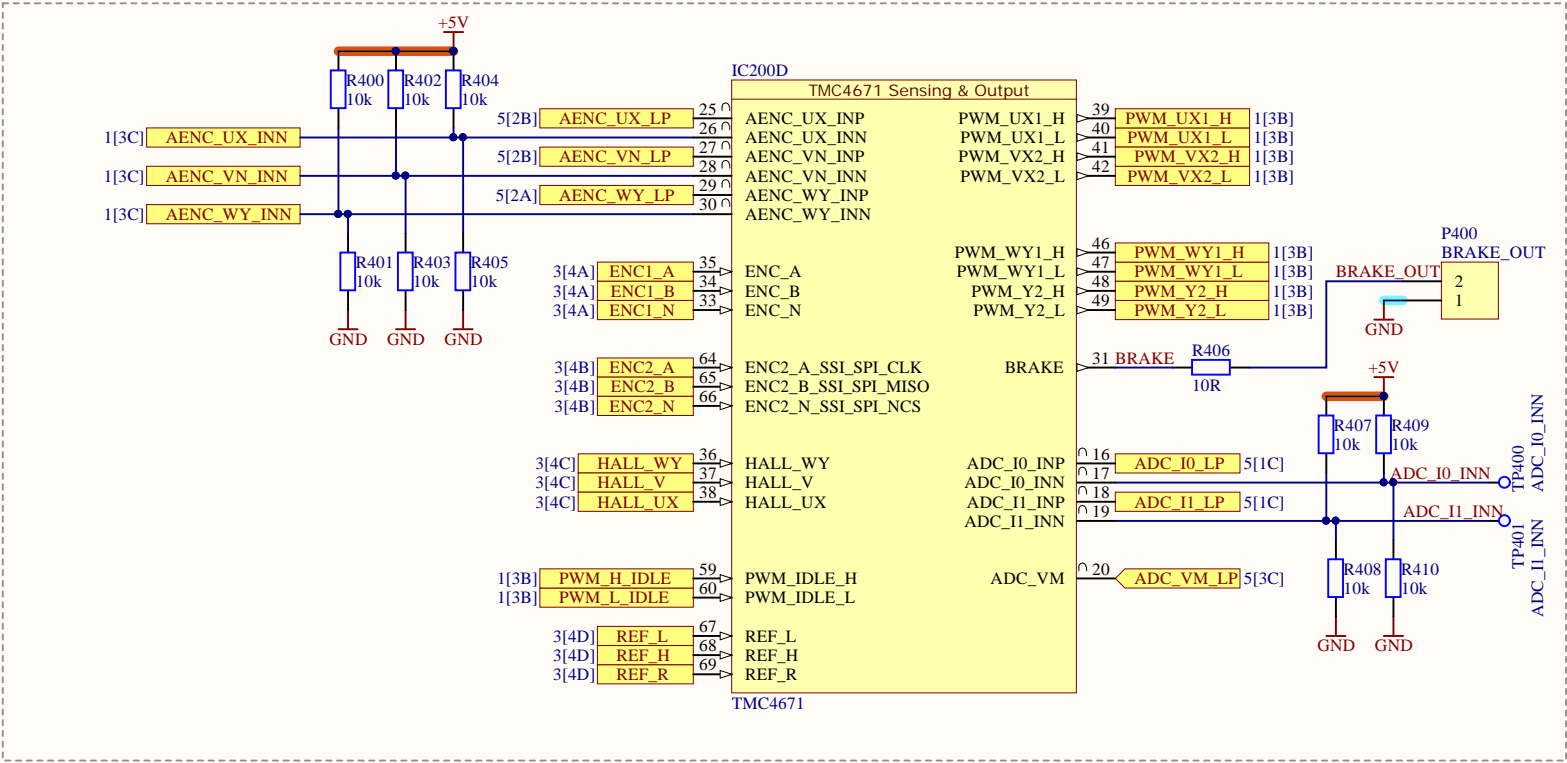 +5V
R400
10k
R402
10k
R404
10k
1[3C] AENC_UX_INN
1[3C] AENC_VN_INN
1[3C] AENC_WY_INN
R401
10k
R403
10k
R405
10k
GND
GND
GND
IC200D
TMC4671 Sensing & Output
5[2B] AENC_UX_LP 25 AENC_UX_INP
26 AENC_UX_INN
5[2B] AENC_VN_LP 27 AENC_VN_INP
28 AENC_VN_INN
5[2A] AENC_WY_LP 29 AENC_WY_INP
30 AENC_WY_INN
3[4A] ENC1_A 35 ENC_A
3[4A] ENC1_B 34 ENC_B
3[4A] ENC1_N 33 ENC_N
3[4B] ENC2_A 64 ENC2_A_SSI_SPI_CLK
3[4B] ENC2_B 65 ENC2_B_SSI_SPI_MISO
3[4B] ENC2_N 66 ENC2_N_SSI_SPI_NCS
3[4C] HALL_WY 36 HALL_WY
3[4C] HALL_V 37 HALL_V
3[4C] HALL_UX 38 HALL_UX
1[3B] PWM_H_IDLE 59 PWM_IDLE_H
1[3B] PWM_L_IDLE 60 PWM_IDLE_L
3[4D] REF_L 67 REF_L
3[4D] REF_H 68 REF_H
3[4D] REF_R 69 REF_R
TMC4671
PWM_UX1_H 39 PWM_UX1_H 1[3B]
PWM_UX1_L 40 PWM_UX1_L 1[3B]
PWM_VX2_H 41 PWM_VX2_H 1[3B]
PWM_VX2_L 42 PWM_VX2_L 1[3B]
PWM_WY1_H 46 PWM_WY1_H 1[3B]
PWM_WY1_L 47 PWM_WY1_L 1[3B]
PWM_Y2_H 48 PWM_Y2_H 1[3B]
PWM_Y2_L 49 PWM_Y2_L 1[3B]
BRAKE 31 BRAKE
R406
10R
BRAKE_OUT
P400
BRAKE_OUT
2
1
GND
+5V
R407
10k
R409
10k
ADC_I0_INP 16 ADC_I0_LP 5[1C]
ADC_I0_INN 17 ADC_I0_INN
ADC_I1_INP 18 ADC_I1_LP 5[1C]
ADC_I1_INN 19 ADC_I1_INN
TP400
ADC_I0_INN
TP401
ADC_I1_INN
ADC_VM 20 ADC_VM_LP 5[3C]
R408
10k
R410
10k
GND
GND